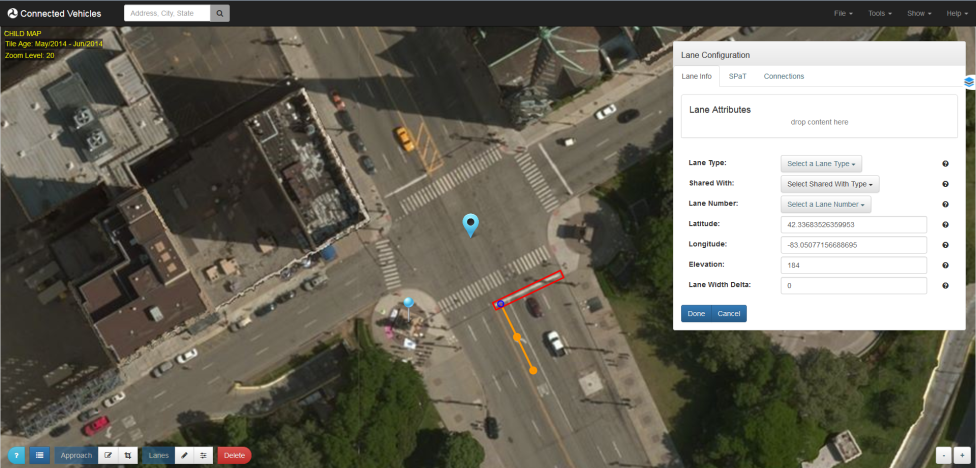 Connected Vehicles
Address, City, State
File
Tools
Show
Help
CHILD MAP
Tile Age: May/2014 - Jun/2014
Zoom Level: 20
Lane Configuration
Lane Info
SPaT
Connections
Lane Attributes
drop content here
Lane Type:
Select a Lane Type
Shared With:
Select Shared With Type
Lane Number:
Select a Lane Number
Latitude:
42.33683526359953
Longitude:
-83.05077156688695
Elevation:
184
Lane Width Delta:
0
Done
Cancel
?
Approach
Lanes
Delete
-
+